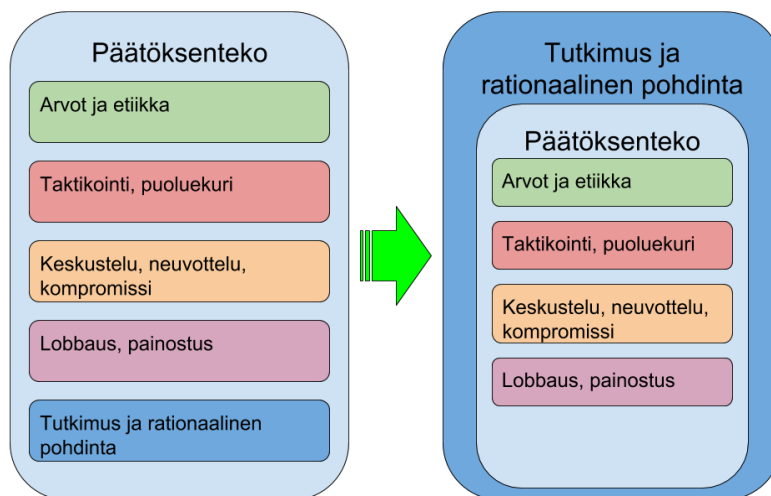 Päätöksenteko
Arvot ja etiikka
Taktikointi, puoluekuri
Keskustelu, neuvottelu,
kompromissi
Lobbaus, painostus
Tutkimus ja rationaalinen
pohdinta
Tutkimus ja
rationaalinen pohdinta
Päätöksenteko
Arvot ja etiikka
Taktikointi, puoluekuri
Keskustelu, neuvottelu,
kompromissi
Lobbaus, painostus